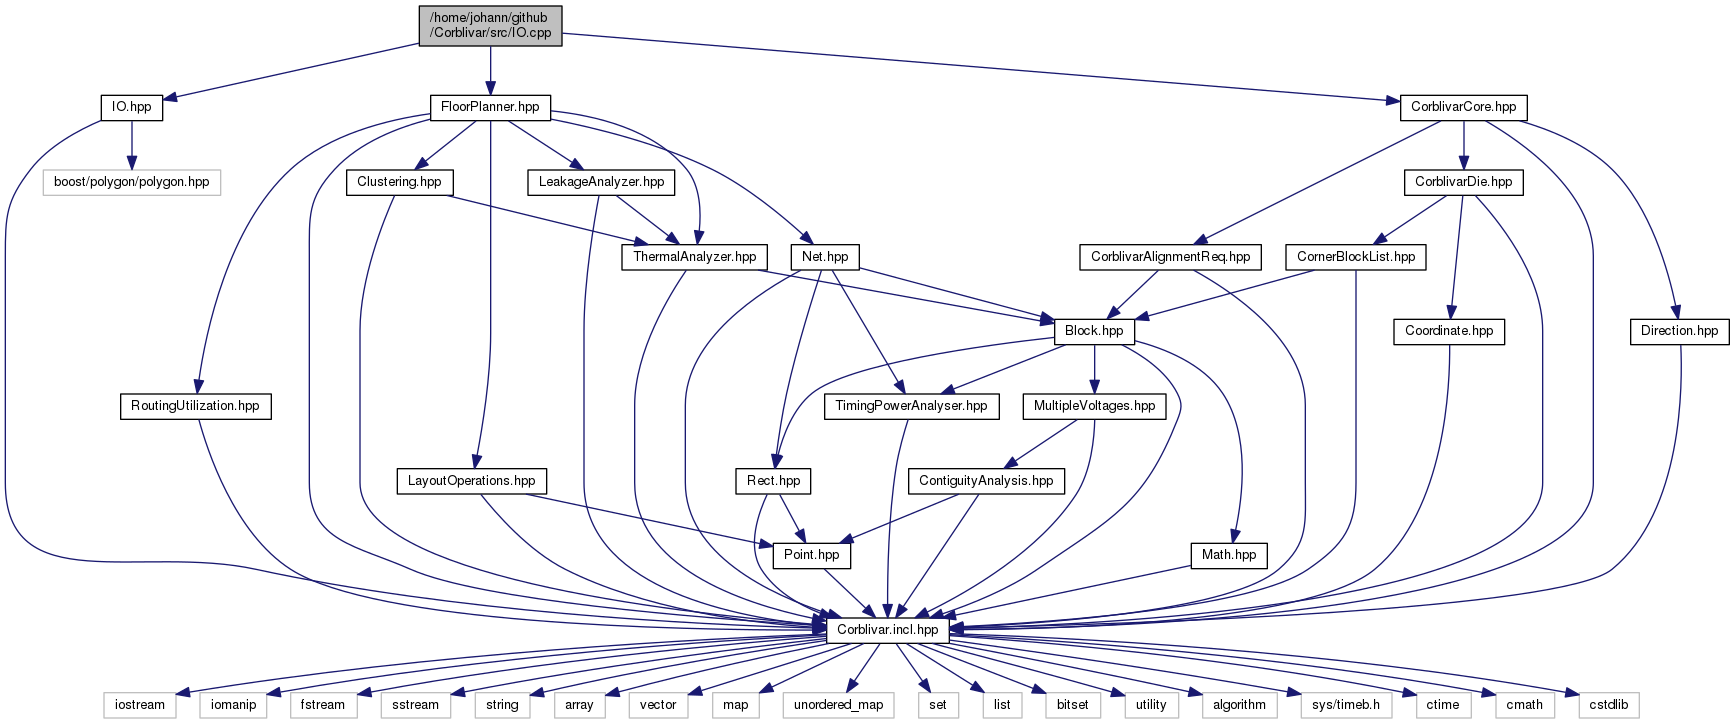 /home/johann/github
/Corblivar/src/IO.cpp
IO.hpp
FloorPlanner.hpp
CorblivarCore.hpp
boost/polygon/polygon.hpp
Clustering.hpp
LeakageAnalyzer.hpp
CorblivarDie.hpp
ThermalAnalyzer.hpp
Net.hpp
CorblivarAlignmentReq.hpp
CornerBlockList.hpp
Block.hpp
Coordinate.hpp
Direction.hpp
RoutingUtilization.hpp
TimingPowerAnalyser.hpp
MultipleVoltages.hpp
LayoutOperations.hpp
Rect.hpp
ContiguityAnalysis.hpp
Point.hpp
Math.hpp
Corblivar.incl.hpp
iostream
iomanip
fstream
sstream
string
array
vector
map
unordered_map
set
list
bitset
utility
algorithm
sys/timeb.h
ctime
cmath
cstdlib